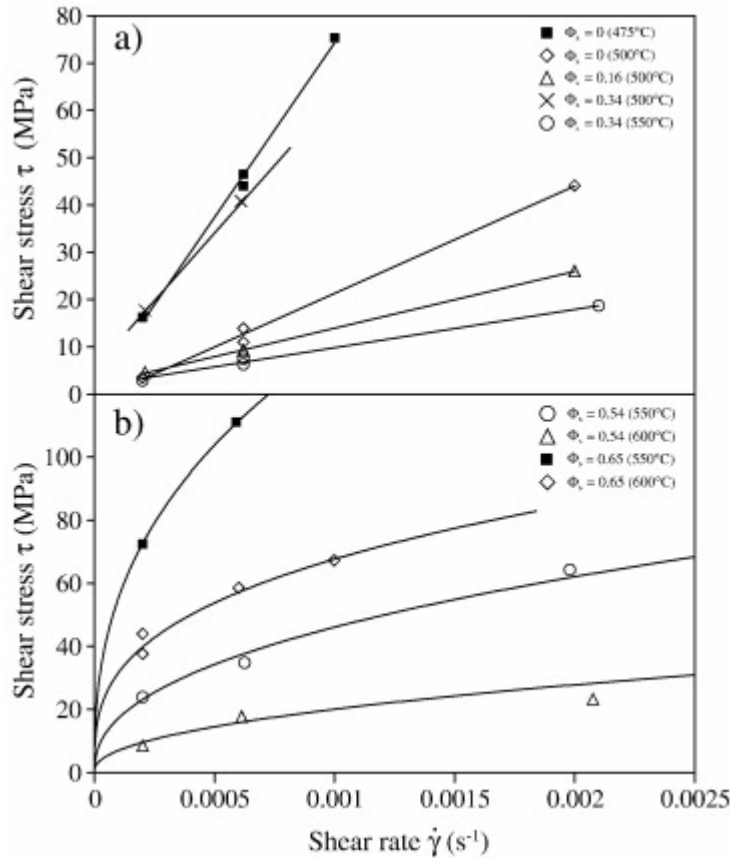 a)
Shear stress τ (MPa)
80
70
60
50
40
30
20
10
0
Φₛ = 0 (475°C)
Φₛ = 0 (500°C)
Φₛ = 0.16 (500°C)
Φₛ = 0.34 (500°C)
Φₛ = 0.34 (550°C)
b)
Shear stress τ (MPa)
100
80
60
40
20
0
Φₛ = 0.54 (550°C)
Φₛ = 0.54 (600°C)
Φₛ = 0.65 (550°C)
Φₛ = 0.65 (600°C)
0 0.0005 0.001 0.0015 0.002 0.0025
Shear rate γ̇ (s⁻¹)